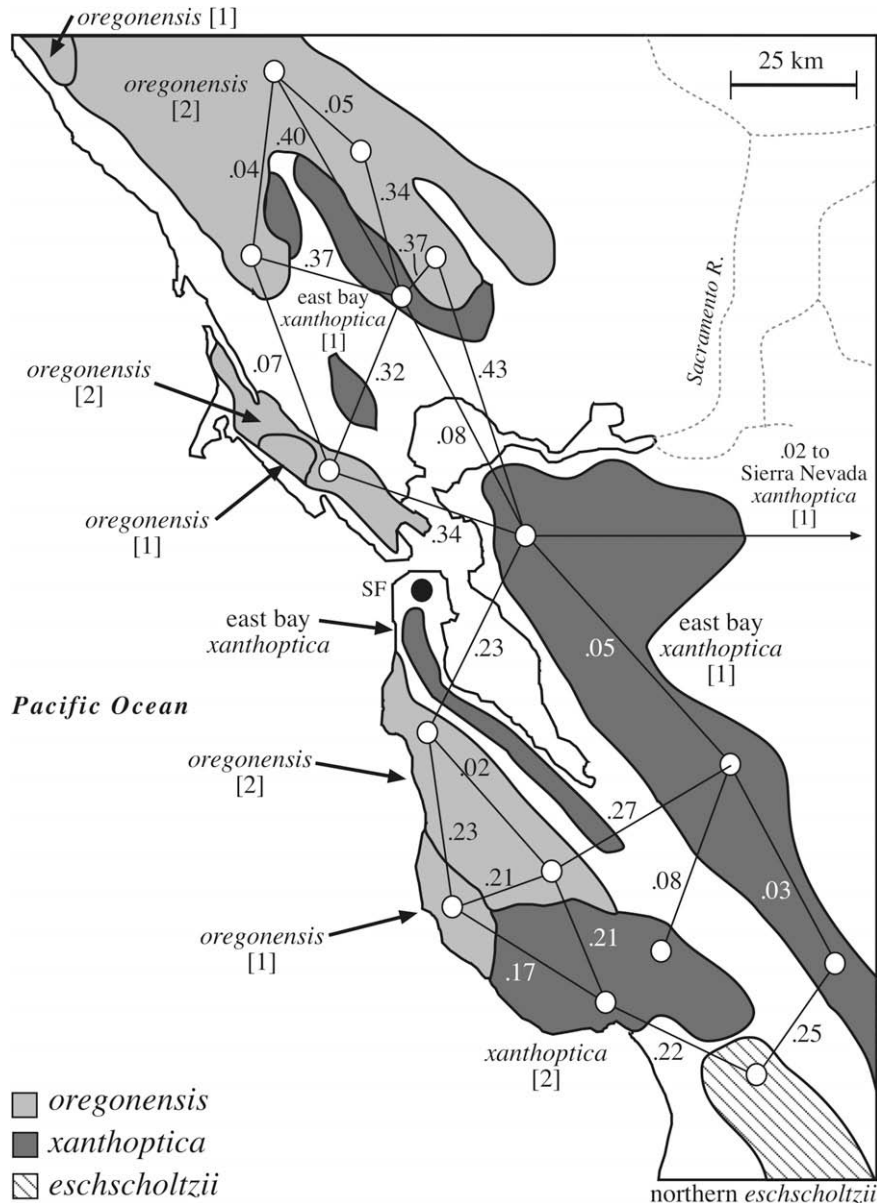 oregonensis [1]
25 km
oregonensis
[2]
.05
.40
.04
.34
.37
.37
east bay
xanthoptica
[1]
Sacramento R.
.07
.32
.43
oregonensis
[2]
.08
.02 to
Sierra Nevada
xanthoptica
[1]
oregonensis
[1]
.34
SF
east bay
xanthoptica
.23
.05
east bay
xanthoptica
[1]
Pacific Ocean
oregonensis
[2]
.02
.27
.23
.21
.08
.03
oregonensis
[1]
.21
.17
.25
xanthoptica
[2]
.22
oregonensis
xanthoptica
eschscholtzii
northern eschscholtzii